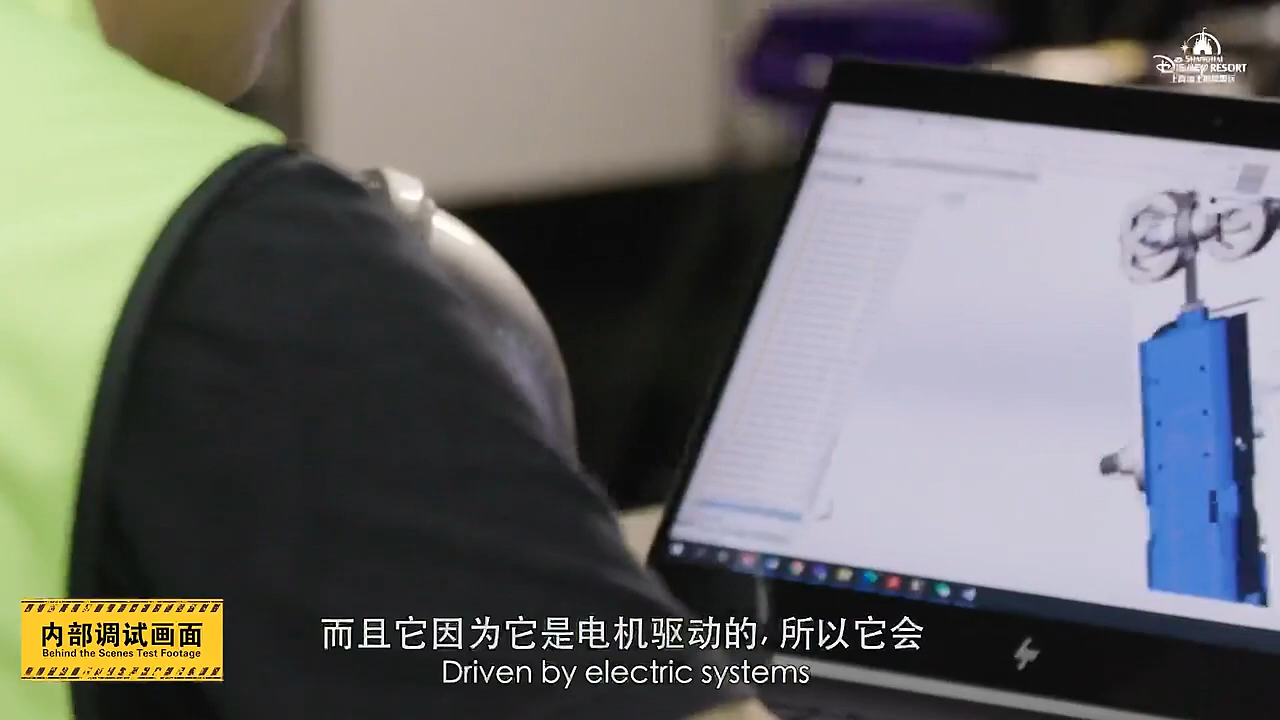 SHANGHAI
DISNEY RESORT
上海迪士尼度假区
而且它因为它是电机驱动的, 所以它会
Driven by electric systems
内部调试画面
Behind the Scenes Test Footage
hp